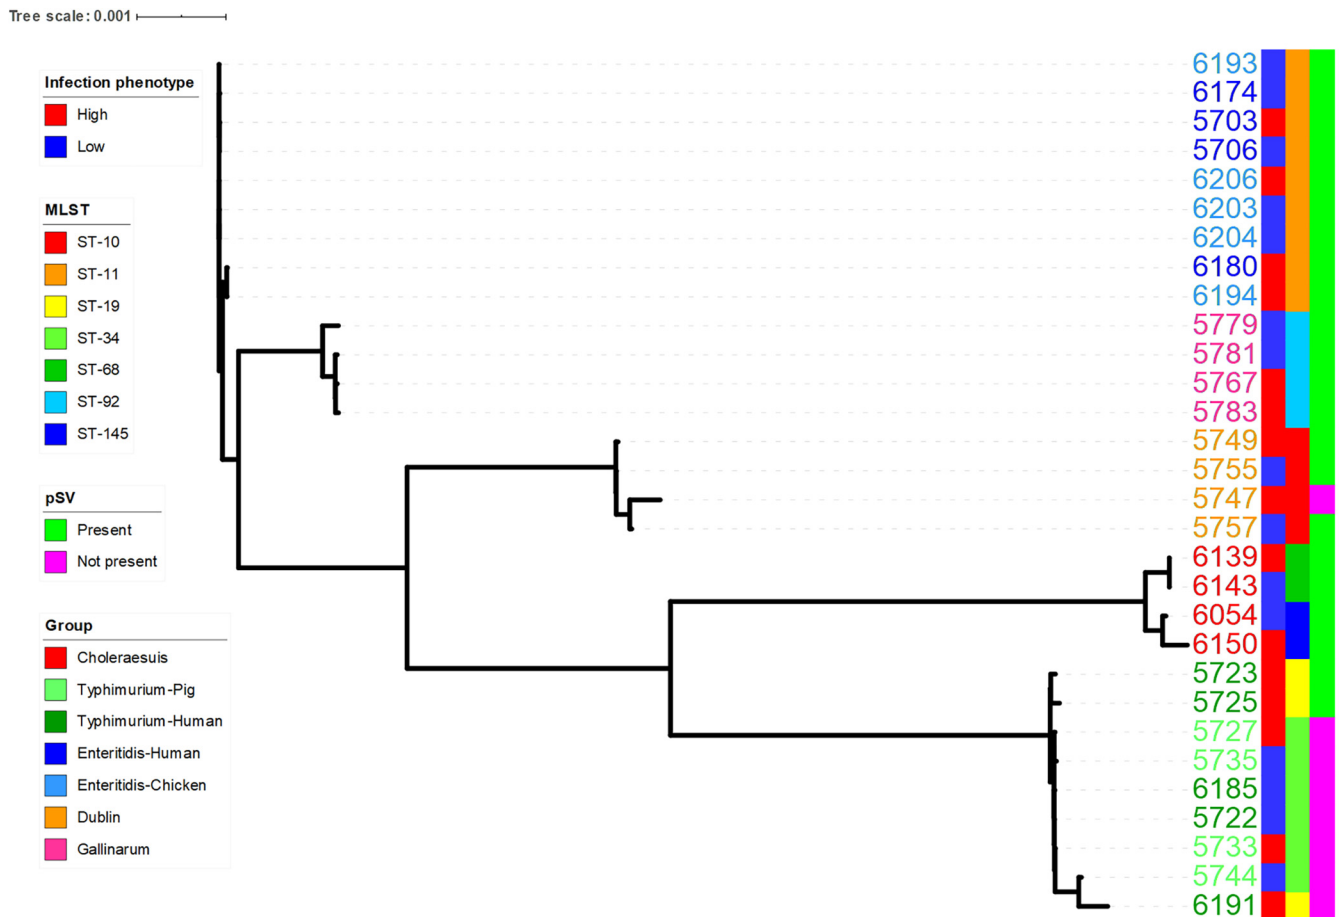 Tree scale: 0.001
Infection phenotype
High
Low
MLST
ST-10
ST-11
ST-19
ST-34
ST-68
ST-92
ST-145
pSV
Present
Not present
Group
Choleraesuis
Typhimurium-Pig
Typhimurium-Human
Enteritidis-Human
Enteritidis-Chicken
Dublin
Gallinarum
6193
6174
5703
5706
6206
6203
6204
6180
6194
5779
5781
5767
5783
5749
5755
5747
5757
6139
6143
6054
6150
5723
5725
5727
5735
6185
5722
5733
5744
6191